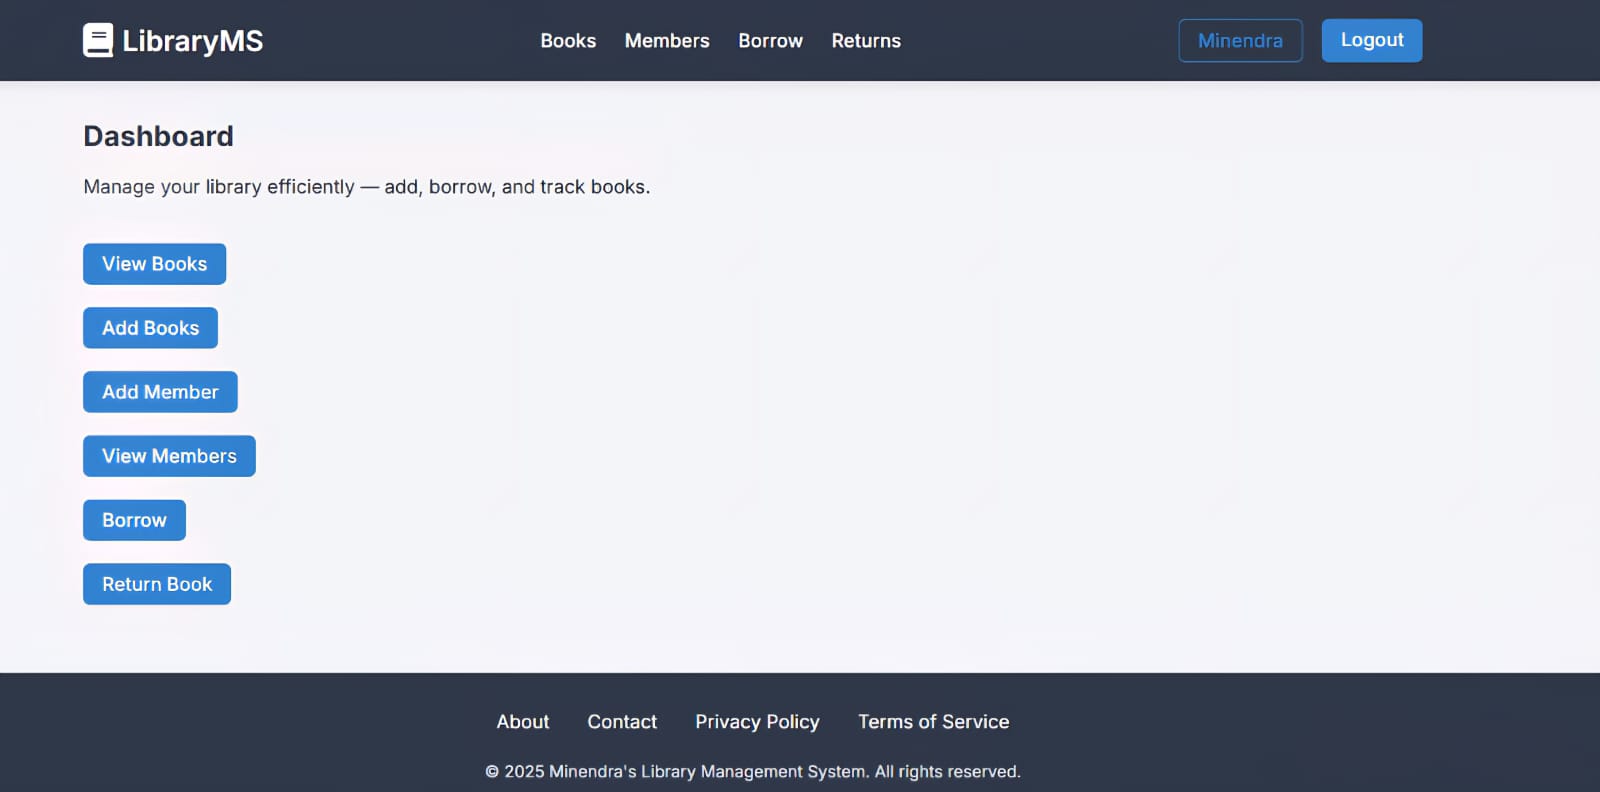 LibraryMS Books Members Borrow Returns Minendra Logout
Dashboard
Manage your library efficiently — add, borrow, and track books.
View Books
Add Books
Add Member
View Members
Borrow
Return Book
About Contact Privacy Policy Terms of Service
© 2025 Minendra's Library Management System. All rights reserved.